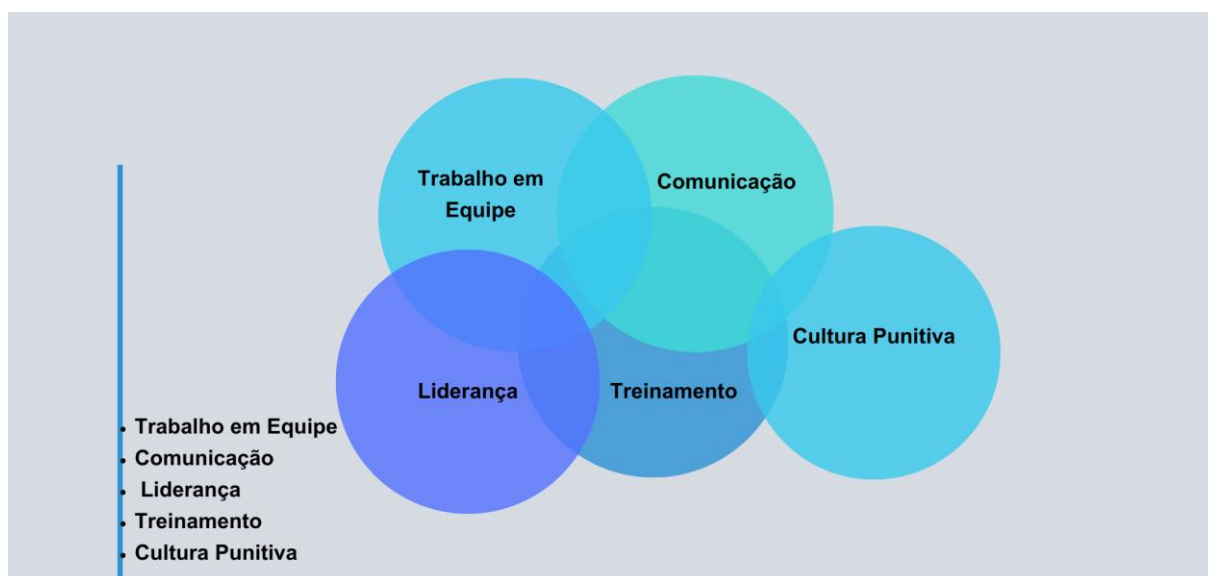 Trabalho em
Equipe
Comunicação
Cultura Punitiva
Liderança
Treinamento
• Trabalho em Equipe
• Comunicação
• Liderança
• Treinamento
• Cultura Punitiva